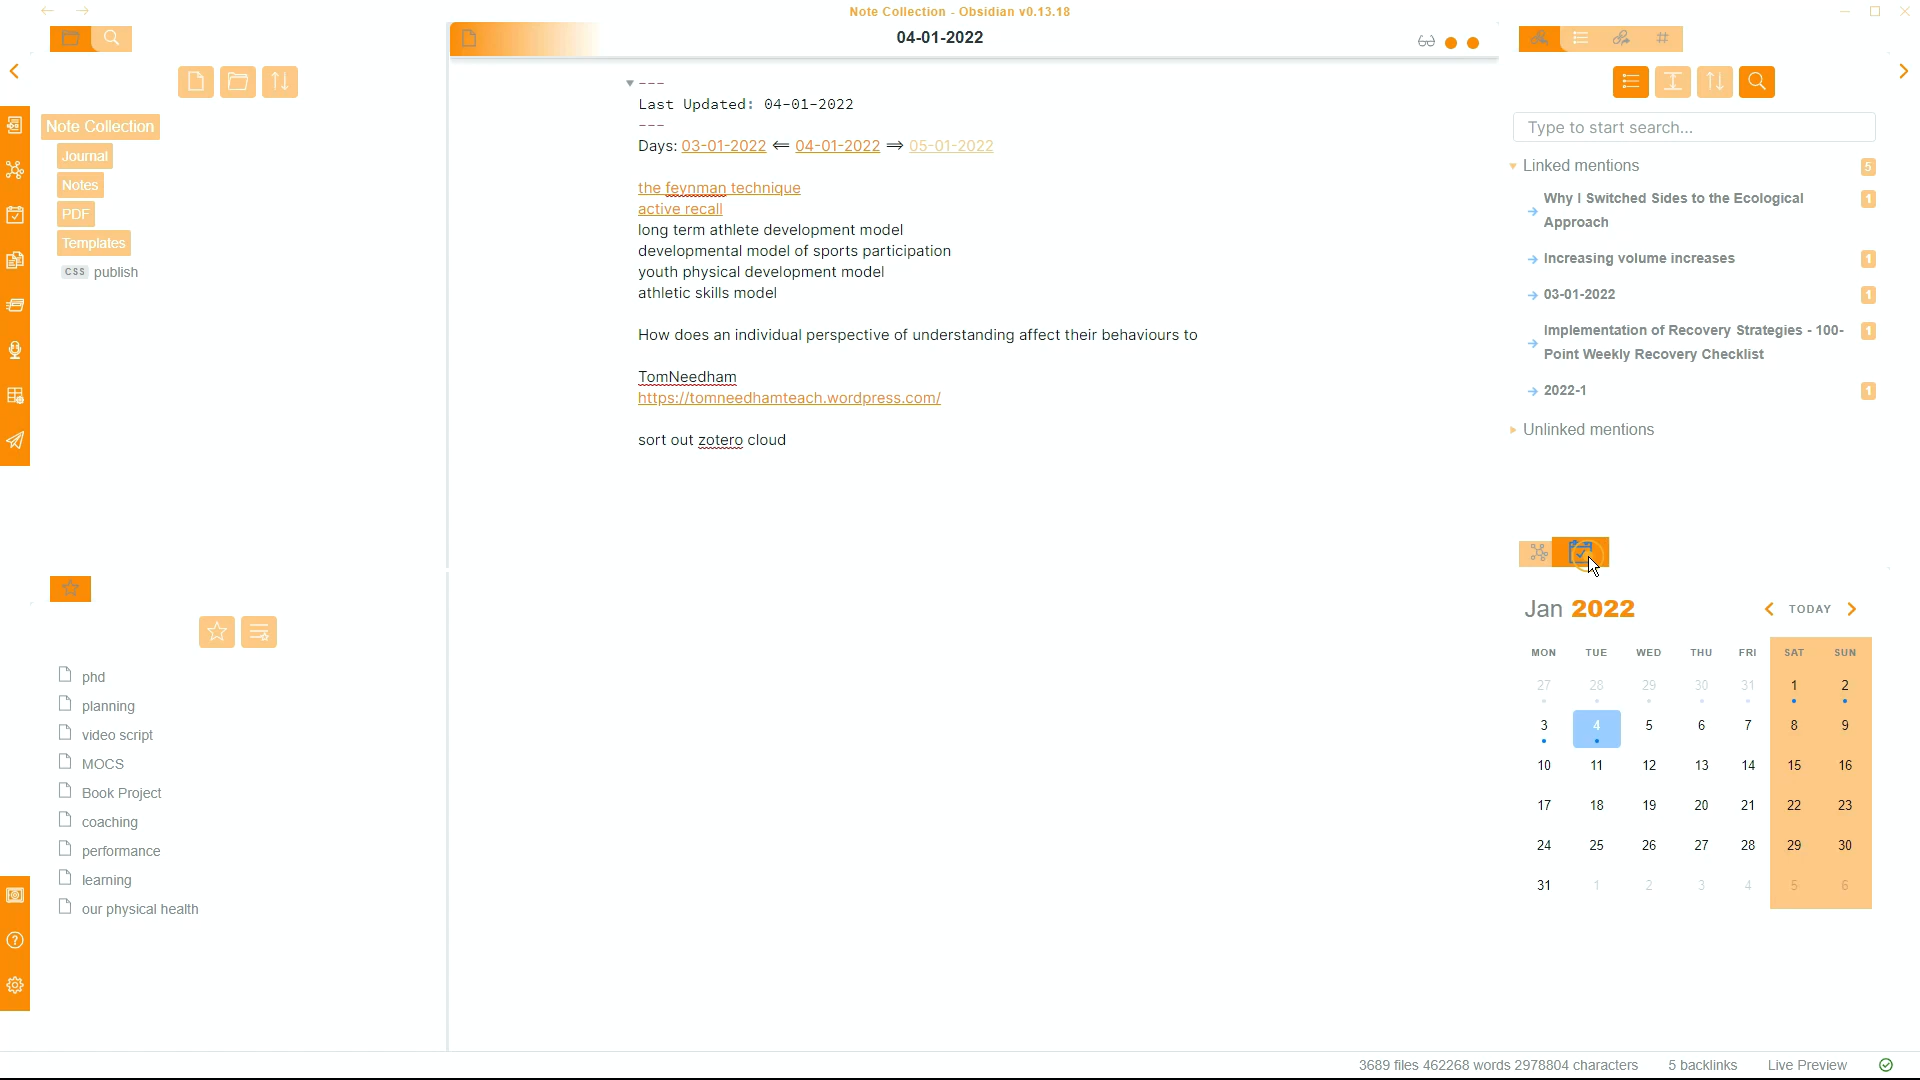 Note Collection - Obsidian v0.13.18
04-01-2022
Note Collection
Journal
Notes
PDF
Templates
CSS publish
phd
planning
video script
MOCS
Book Project
coaching
performance
learning
our physical health
---
Last Updated: 04-01-2022
---
Days: 03-01-2022 ⟸ 04-01-2022 ⟹ 05-01-2022
the feynman technique
active recall
long term athlete development model
developmental model of sports participation
youth physical development model
athletic skills model
How does an individual perspective of understanding affect their behaviours to
TomNeedham
https://tomneedhamteach.wordpress.com/
sort out zotero cloud
Type to start search...
Linked mentions 5
Why I Switched Sides to the Ecological 1
Approach
Increasing volume increases 1
03-01-2022 1
Implementation of Recovery Strategies - 100- 1
Point Weekly Recovery Checklist
2022-1 1
Unlinked mentions
Jan 2022 TODAY
MON TUE WED THU FRI SAT SUN
27 28 29 30 31 1 2
3 4 5 6 7 8 9
10 11 12 13 14 15 16
17 18 19 20 21 22 23
24 25 26 27 28 29 30
31 1 2 3 4 5 6
3689 files 462268 words 2978804 characters 5 backlinks Live Preview